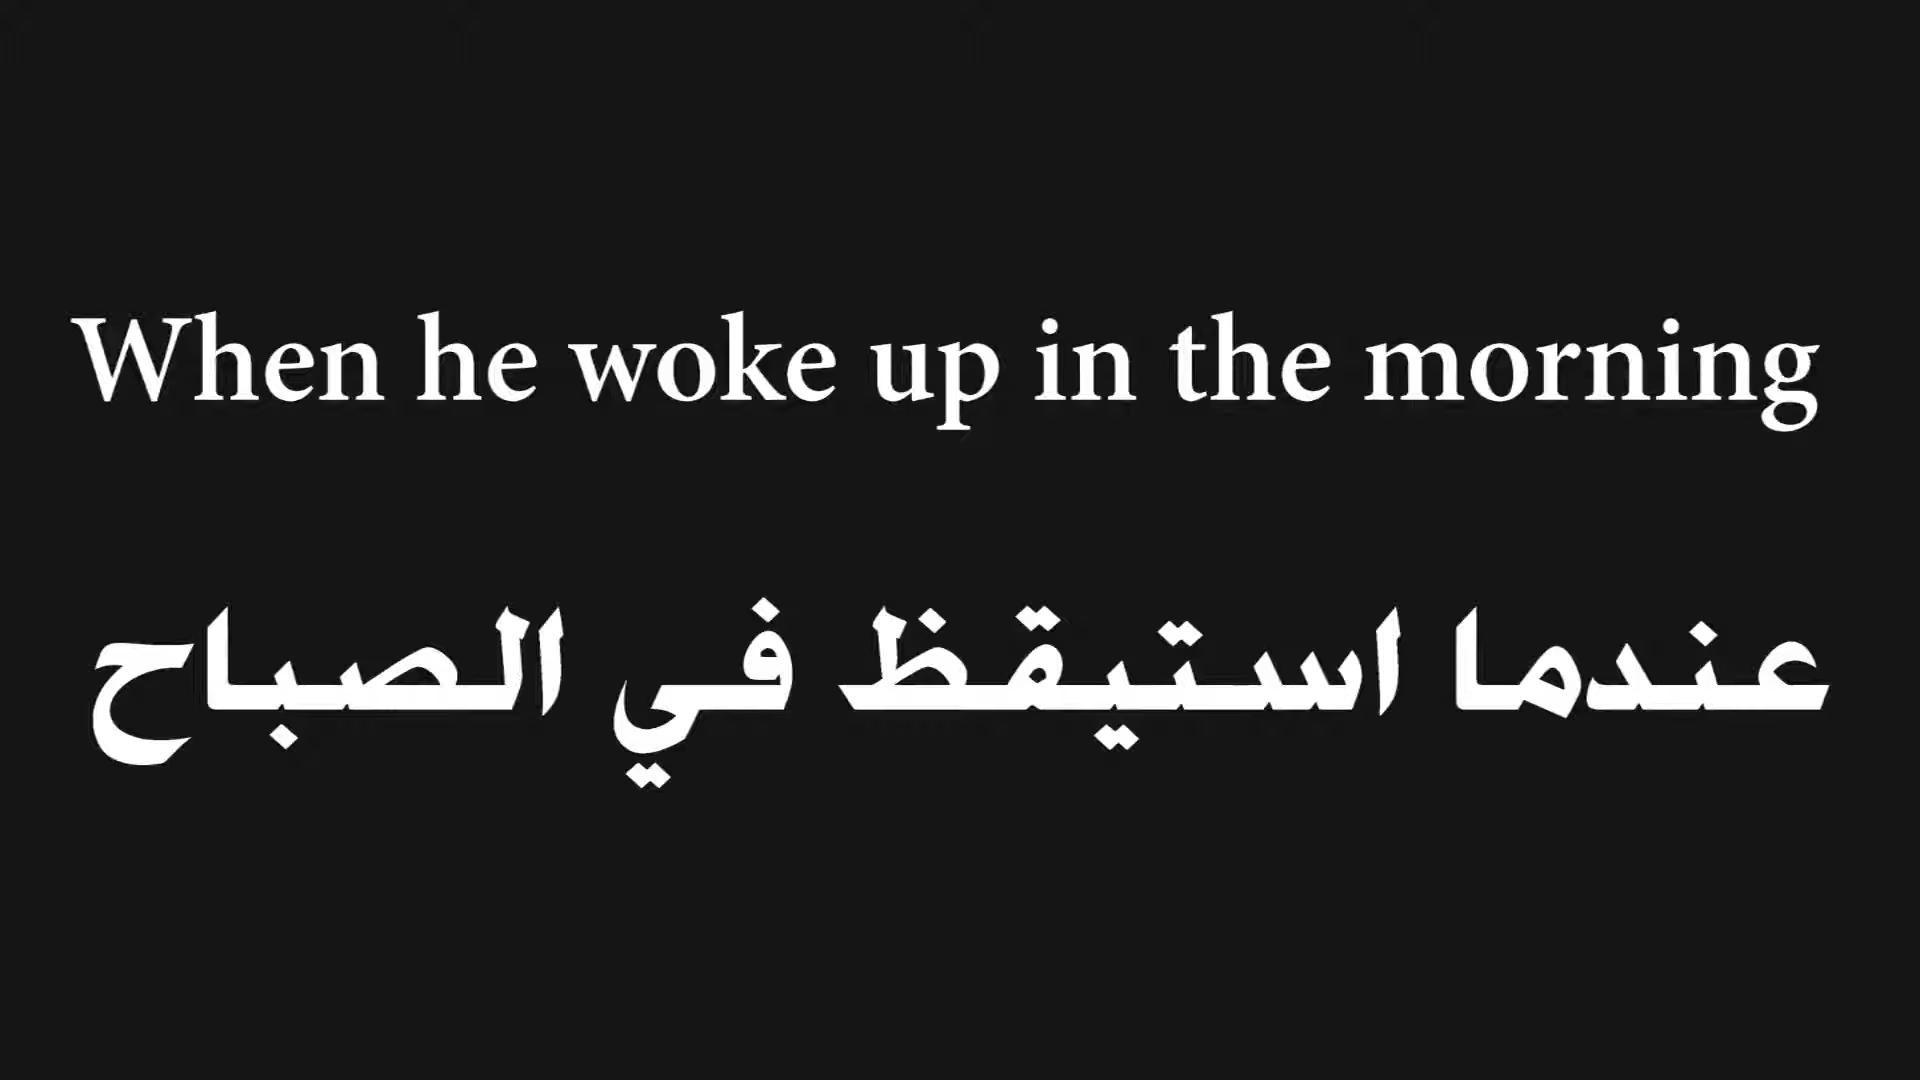 When he woke up in the morning
عندما استيقظ في الصباح